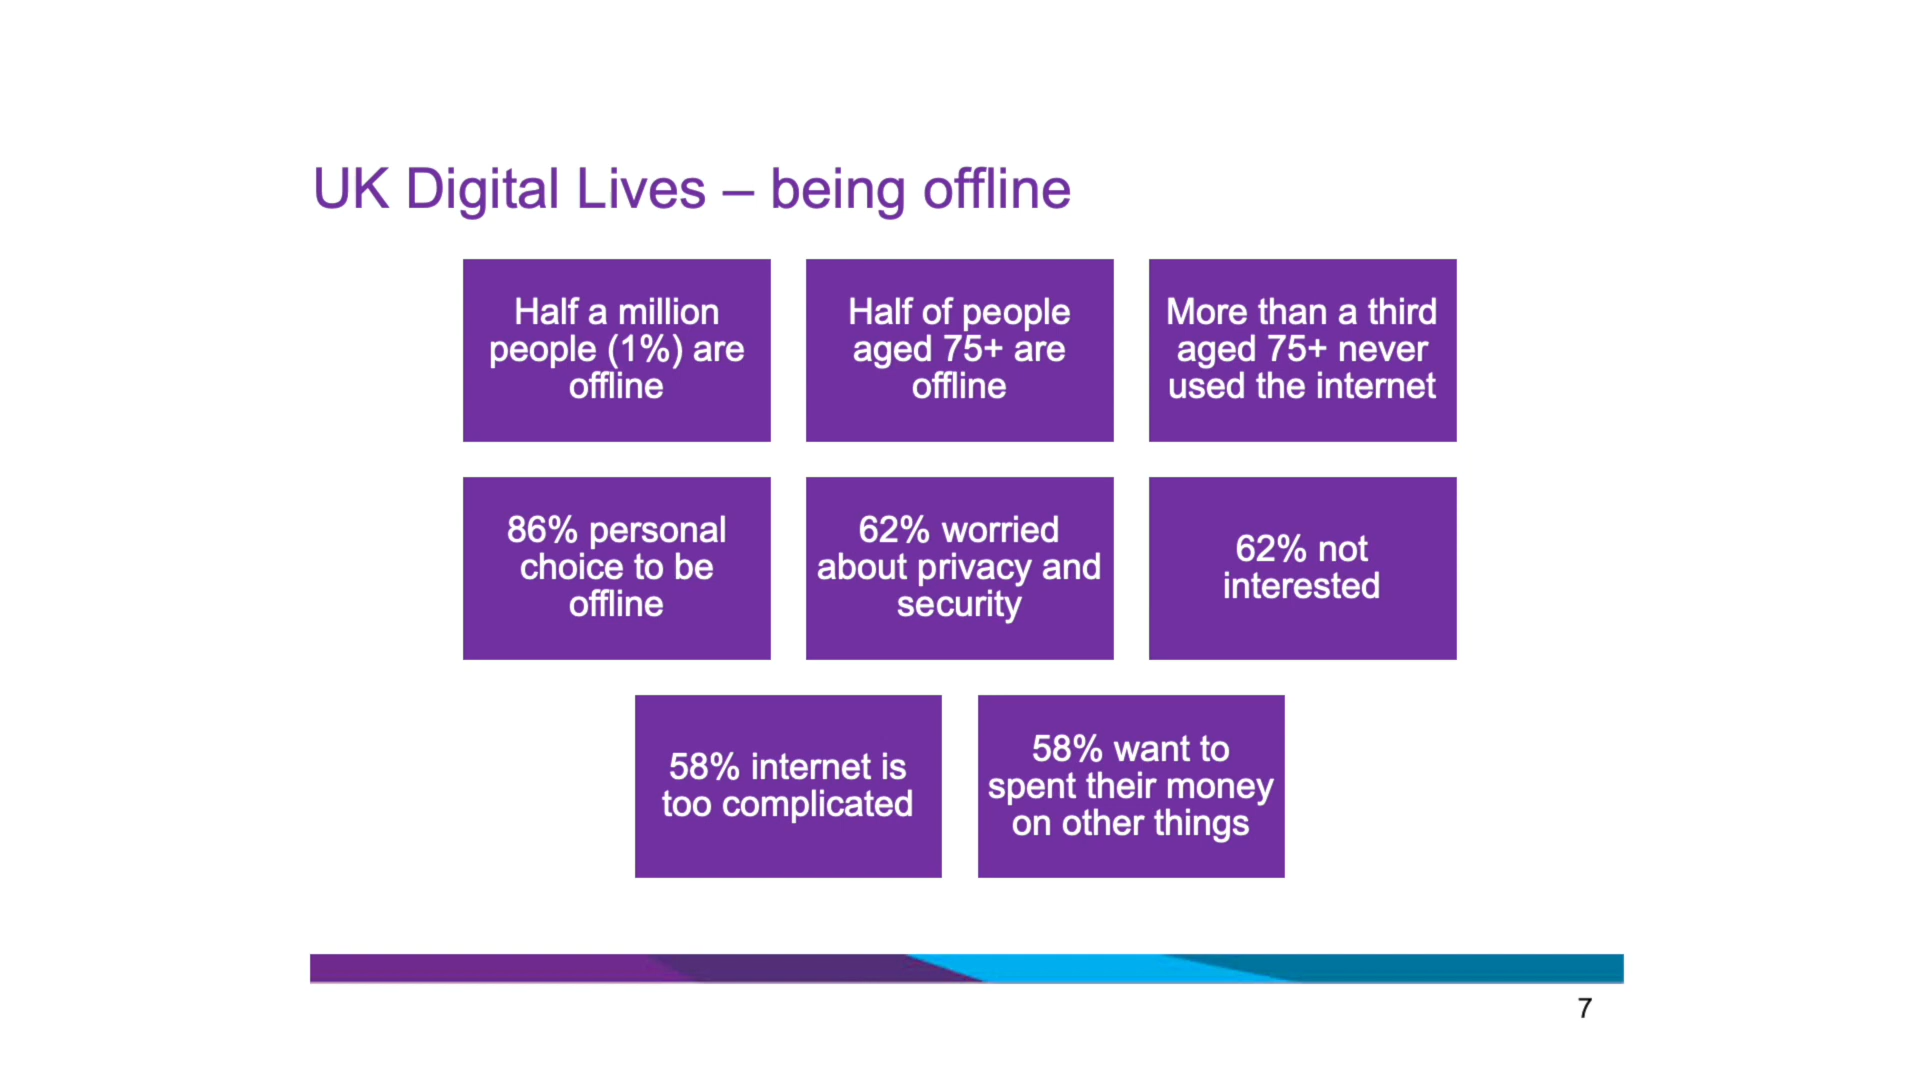 UK Digital Lives – being offline
Half a million
people (1%) are
offline
Half of people
aged 75+ are
offline
More than a third
aged 75+ never
used the internet
86% personal
choice to be
offline
62% worried
about privacy and
security
62% not
interested
58% internet is
too complicated
58% want to
spent their money
on other things
7